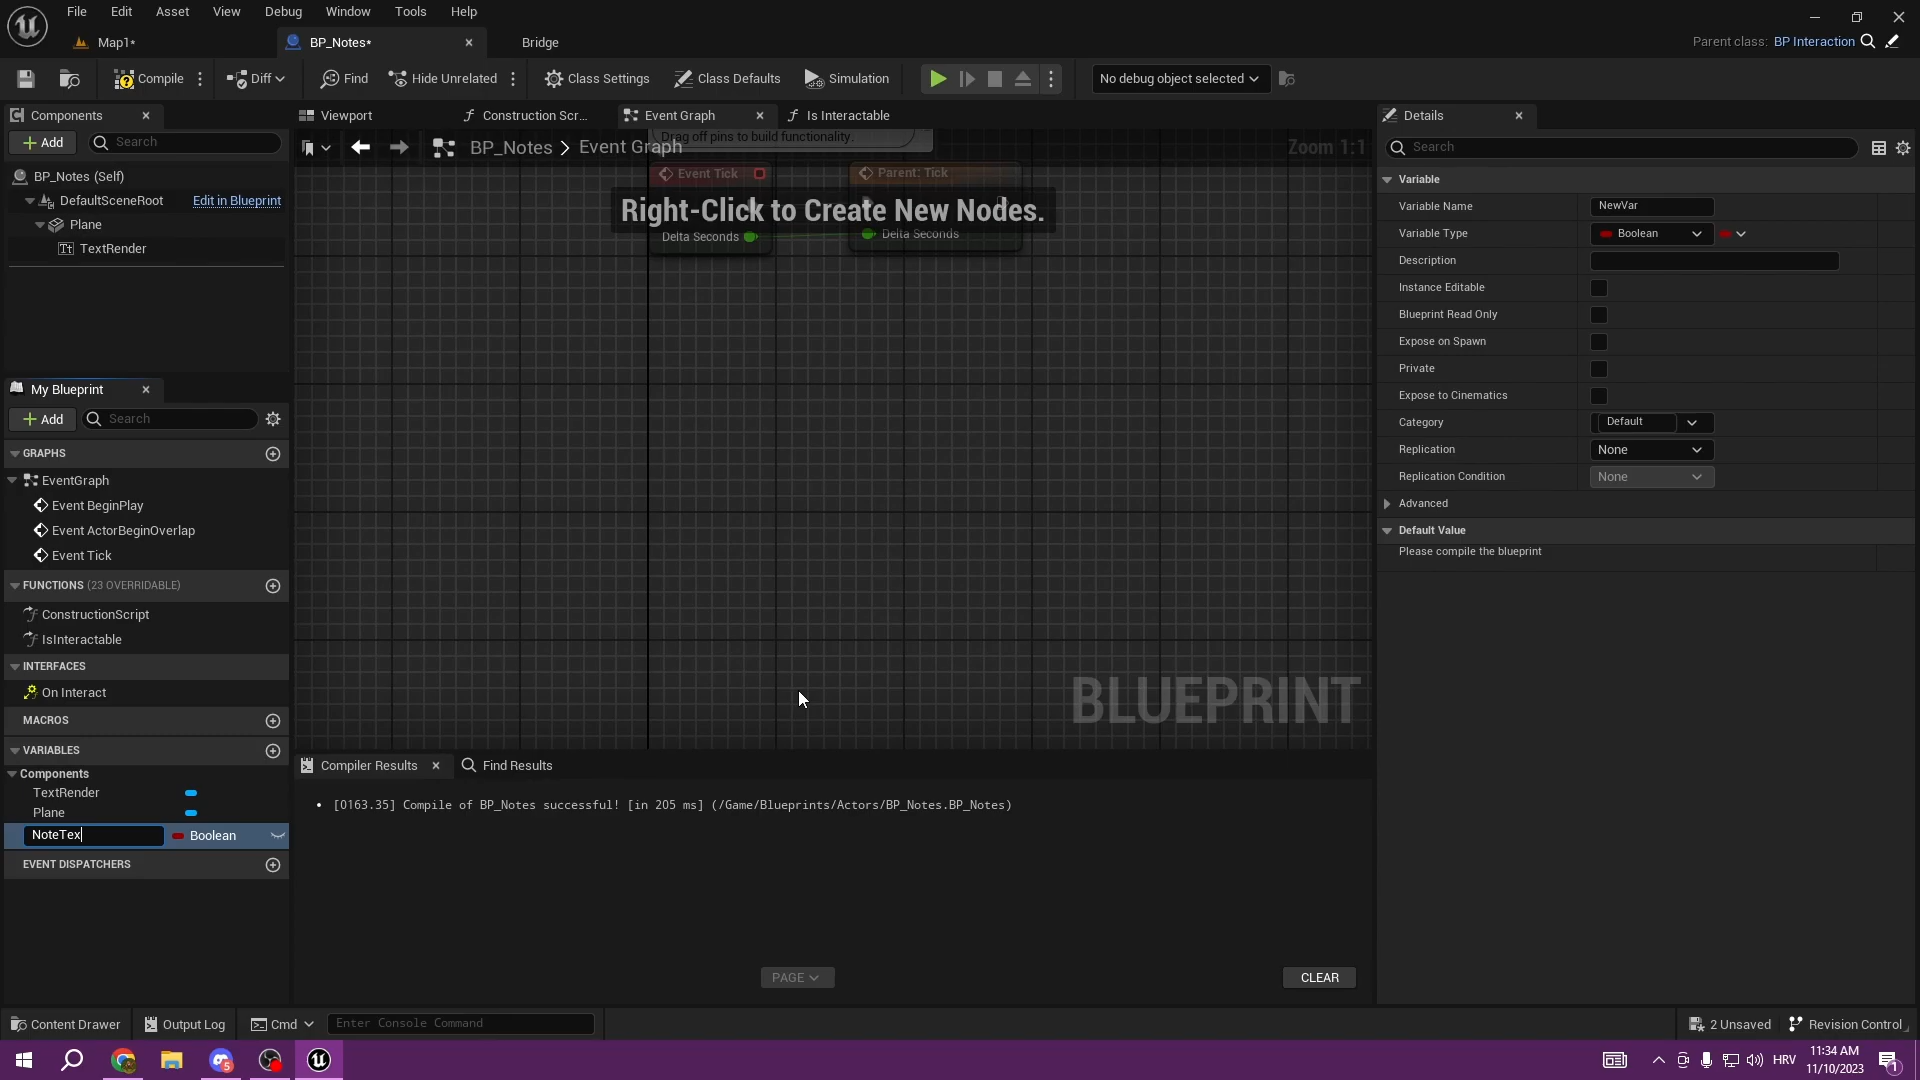 File Edit Asset View Debug Window Tools Help
Map1* BP_Notes* Bridge Parent class: BP Interaction
Compile Diff Find Hide Unrelated Class Settings Class Defaults Simulation No debug object selected
Components
Viewport Construction Scr... Event Graph Is Interactable
Details
Add Search
BP_Notes > Event Graph
Drag off pins to build functionality.
Zoom 1:1
Search
BP_Notes (Self)
DefaultSceneRoot Edit in Blueprint
Plane
TextRender
Event Tick
Parent: Tick
Right-Click to Create New Nodes.
Delta Seconds
Delta Seconds
Variable
Variable Name NewVar
Variable Type Boolean
Description
Instance Editable
Blueprint Read Only
Expose on Spawn
Private
Expose to Cinematics
Category Default
Replication None
Replication Condition None
Advanced
Default Value
Please compile the blueprint
My Blueprint
Add Search
GRAPHS
EventGraph
Event BeginPlay
Event ActorBeginOverlap
Event Tick
FUNCTIONS (23 OVERRIDABLE)
ConstructionScript
IsInteractable
INTERFACES
On Interact
MACROS
VARIABLES
Components
TextRender
Plane
NoteTex Boolean
EVENT DISPATCHERS
BLUEPRINT
Compiler Results Find Results
[0163.35] Compile of BP_Notes successful! [in 205 ms] (/Game/Blueprints/Actors/BP_Notes.BP_Notes)
PAGE CLEAR
Content Drawer Output Log Cmd Enter Console Command 2 Unsaved Revision Control
5 HRV 11:34 AM
11/10/2023 1